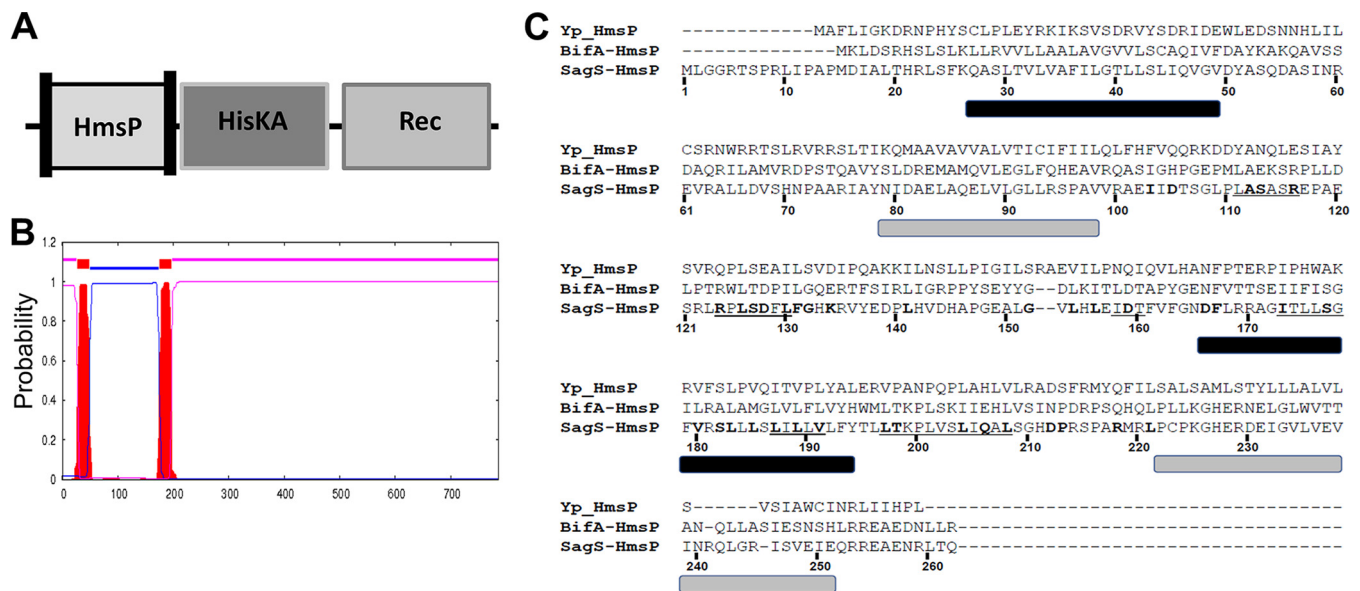 A
HmsP HisKA Rec
B
Probability
1.2
1
0.8
0.6
0.4
0.2
0
0 100 200 300 400 500 600 700
C
Yp_HmsP ------------MAFLIGKDRNPHYSCLPLEYRKIKSVSDRVYSDRIDEWLEDSNNHLIL
BifA-HmsP --------------MKLDSRHSLSLKLLRVVLLAALAVGVVLSCAQIVFDAYKAKQAVSS
SagS-HmsP MLGGRTSPRLIPAPMDIALTHRLSFKQASLTVLVAFILGTLLSLIQVGVDYASQDASINR
1 10 20 30 40 50 60
Yp_HmsP CSRNWRRTSLRVRRSLTIKQMAAVAVVALVTICIFIIILQLFHFVQQRKDDYANQLESIAY
BifA-HmsP DAQRILAMVRDPSTQAVYSLDREMAMQVLEGLFQHEAVRQASIGHPGEPMLAEKSRPLLD
SagS-HmsP EVRALLDVSHNPAARIAYNIDAELAQELVLGLLRSPAVVRAEIIDTSGLPLASASREPAE
61 70 80 90 100 110 120
Yp_HmsP SVRQPLSEAILSVDIPQAKKILNSLLPIGILSRAEVILPNQIQVLHANFPTERPIPHWAK
BifA-HmsP LPTRWLTDPILGQERTFSIRLIGRPPYSEYYG--DLKITLDTAPYGENFVTTSEIIFISG
SagS-HmsP SRLRPLSDFLFGHKRVYEDPLHVDHAPGEALG--VLHLEIDTFVFGNDFLRRAGITLLSG
121 130 140 150 160 170
Yp_HmsP RVFSLPVQITVPLYALERVPANPQPLAHLVLRADSFRMYQFILSALSAMLSTYLLLALVL
BifA-HmsP ILRALAMGLVLFLVYHWMLTKPLSKIIEHLVSINPDRPSQHQLPLLKGHERNELGLWVTT
SagS-HmsP FVRSLLLSLILLVLFYTLLTKPLVSLIQALSGHDPRSPARMRLPCPKGHERDEIGVLVEV
180 190 200 210 220 230
Yp_HmsP S------VSIAWCINRLIIHPL--------------------------------------
BifA-HmsP AN-QLLASIESNSHLRREAEDNLLR-----------------------------------
SagS-HmsP INRQLGR-ISVEIEQRREAENRLTQ-----------------------------------
240 250 260